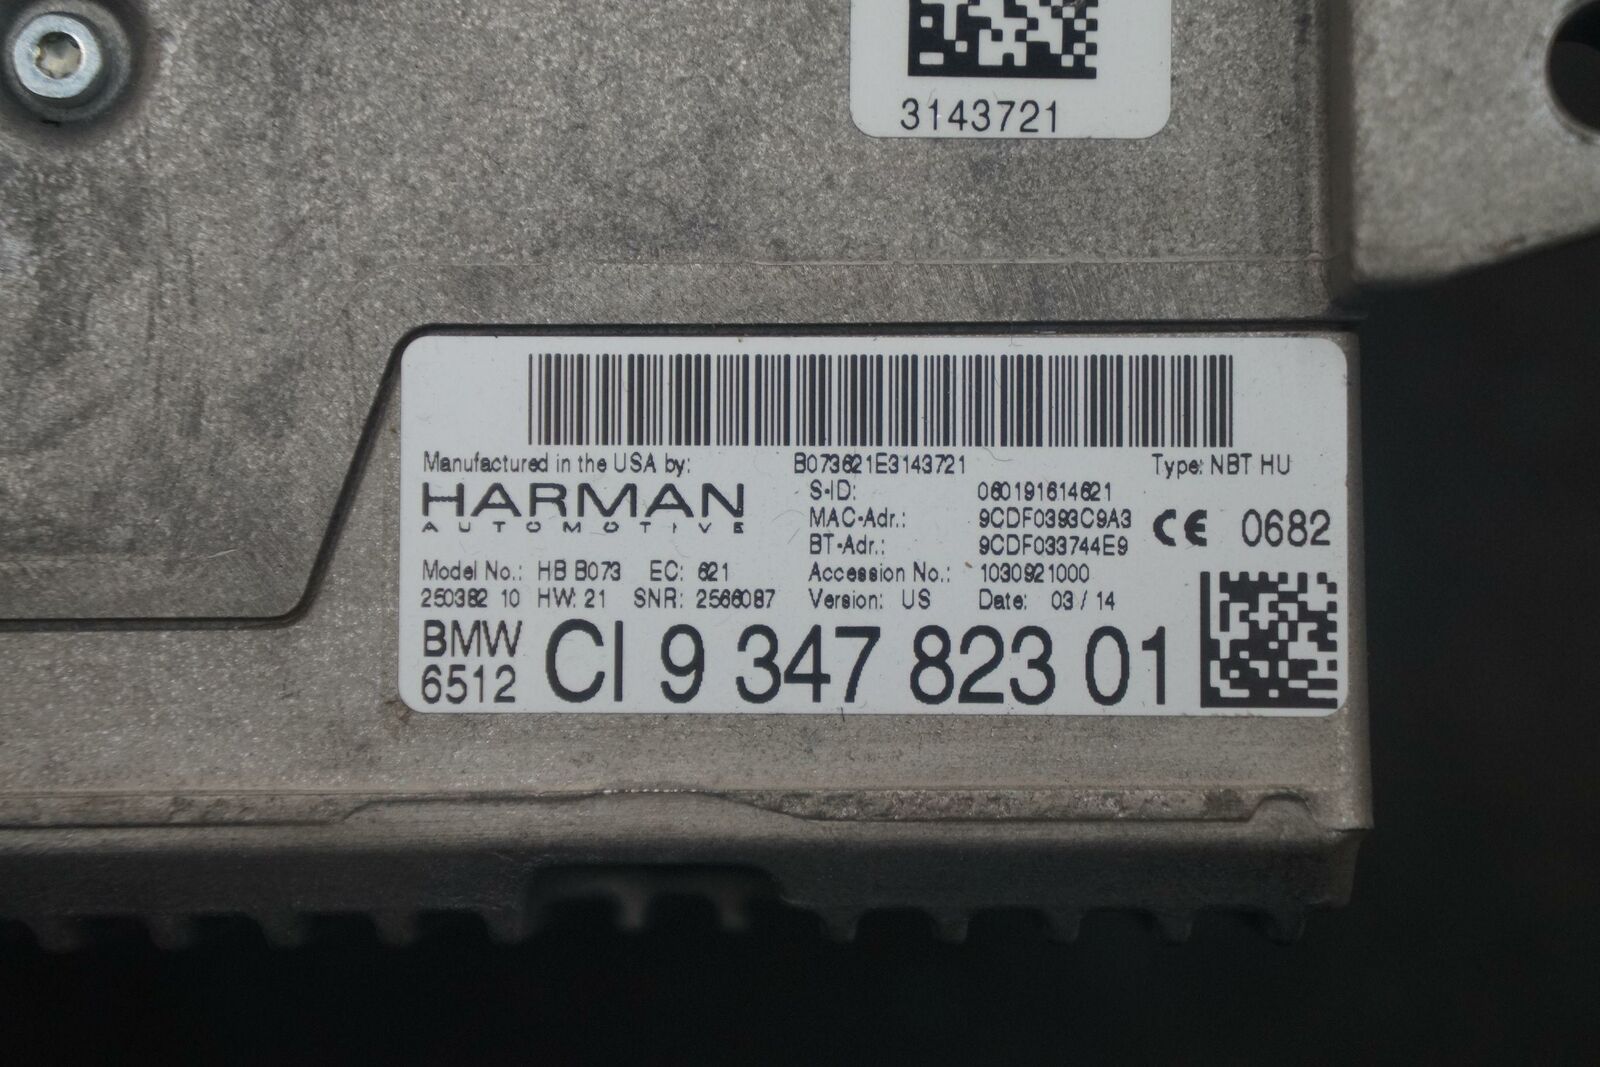 3143721
Manufactured in the USA by: B073621E3143721 Type: NBT HU
HARMAN
AUTOMOTIVE
S-ID: 060191614621
MAC-Adr.: 9CDF0393C9A3
BT-Adr.: 9CDF033744E9
CE 0682
Model No.: HB B073 EC: 621 Accession No.: 1030921000
250382 10 HW: 21 SNR: 2566087 Version: US Date: 03 / 14
BMW
6512
CI 9 347 823 01